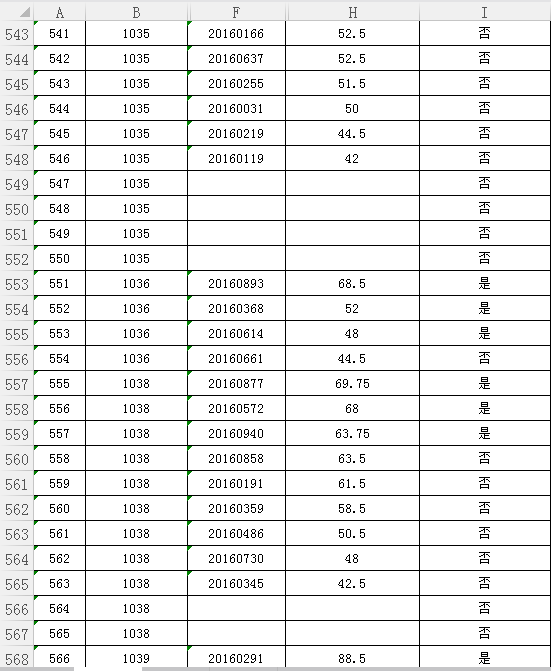 A B F H I
543 541 1035 20160166 52.5 否
544 542 1035 20160637 52.5 否
545 543 1035 20160255 51.5 否
546 544 1035 20160031 50 否
547 545 1035 20160219 44.5 否
548 546 1035 20160119 42 否
549 547 1035 否
550 548 1035 否
551 549 1035 否
552 550 1035 否
553 551 1036 20160893 68.5 是
554 552 1036 20160368 52 是
555 553 1036 20160614 48 是
556 554 1036 20160661 44.5 否
557 555 1038 20160877 69.75 是
558 556 1038 20160572 68 是
559 557 1038 20160940 63.75 是
560 558 1038 20160858 63.5 否
561 559 1038 20160191 61.5 否
562 560 1038 20160359 58.5 否
563 561 1038 20160486 50.5 否
564 562 1038 20160730 48 否
565 563 1038 20160345 42.5 否
566 564 1038 否
567 565 1038 否
568 566 1039 20160291 88.5 是